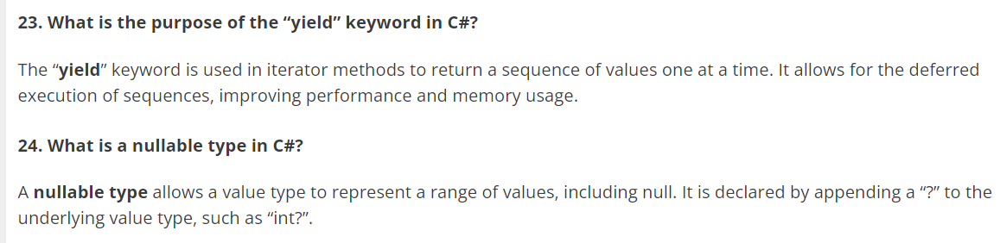 23. What is the purpose of the “yield” keyword in C#?
The “yield” keyword is used in iterator methods to return a sequence of values one at a time. It allows for the deferred
execution of sequences, improving performance and memory usage.
24. What is a nullable type in C#?
A nullable type allows a value type to represent a range of values, including null. It is declared by appending a “?” to the
underlying value type, such as “int?”.